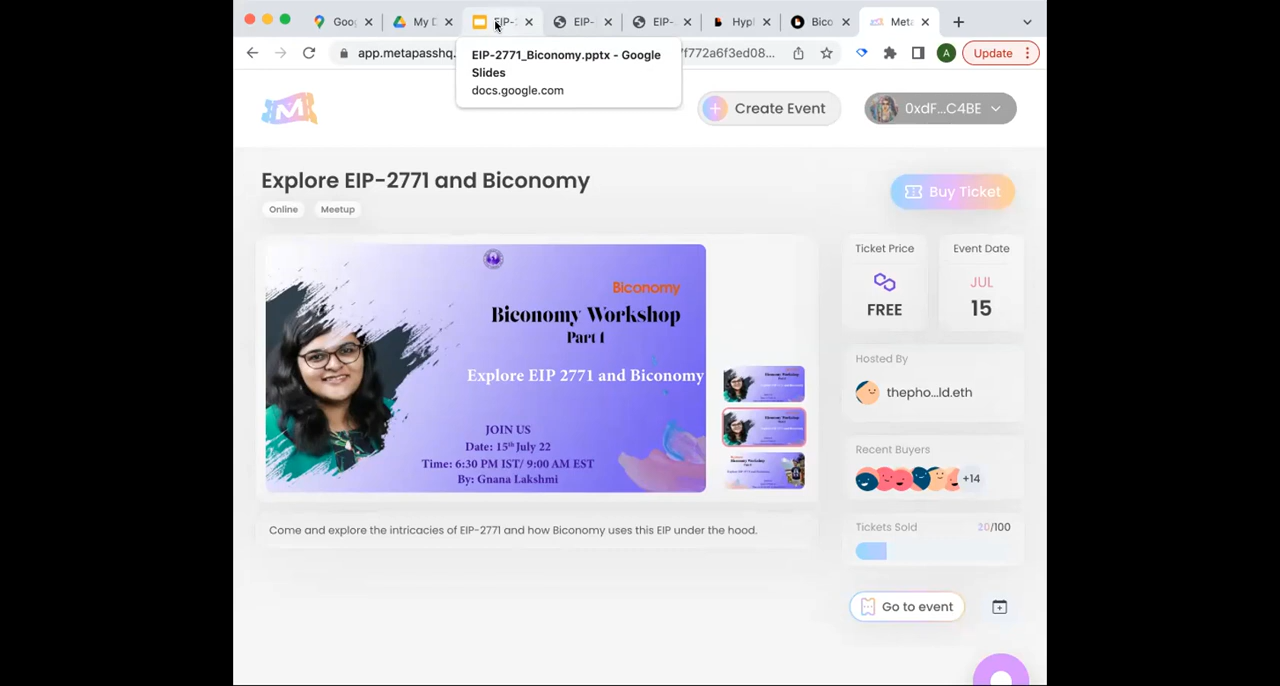 Goo
My D
EIP-2
EIP-
EIP-
Hypl
Bico
Meta
app.metapasshq.
f772a6f3ed08...
A
Update
EIP-2771_Biconomy.pptx - Google
Slides
docs.google.com
M
Create Event
0xdF...C4BE
Explore EIP-2771 and Biconomy
Buy Ticket
Online
Meetup
Ticket Price
FREE
Event Date
JUL
15
Biconomy
Biconomy Workshop
Part 1
Explore EIP 2771 and Biconomy
JOIN US
Date: 15th July 22
Time: 6:30 PM IST/ 9:00 AM EST
By: Gnana Lakshmi
Hosted By
thepho...ld.eth
Recent Buyers
+14
Come and explore the intricacies of EIP-2771 and how Biconomy uses this EIP under the hood.
Tickets Sold
20/100
Go to event